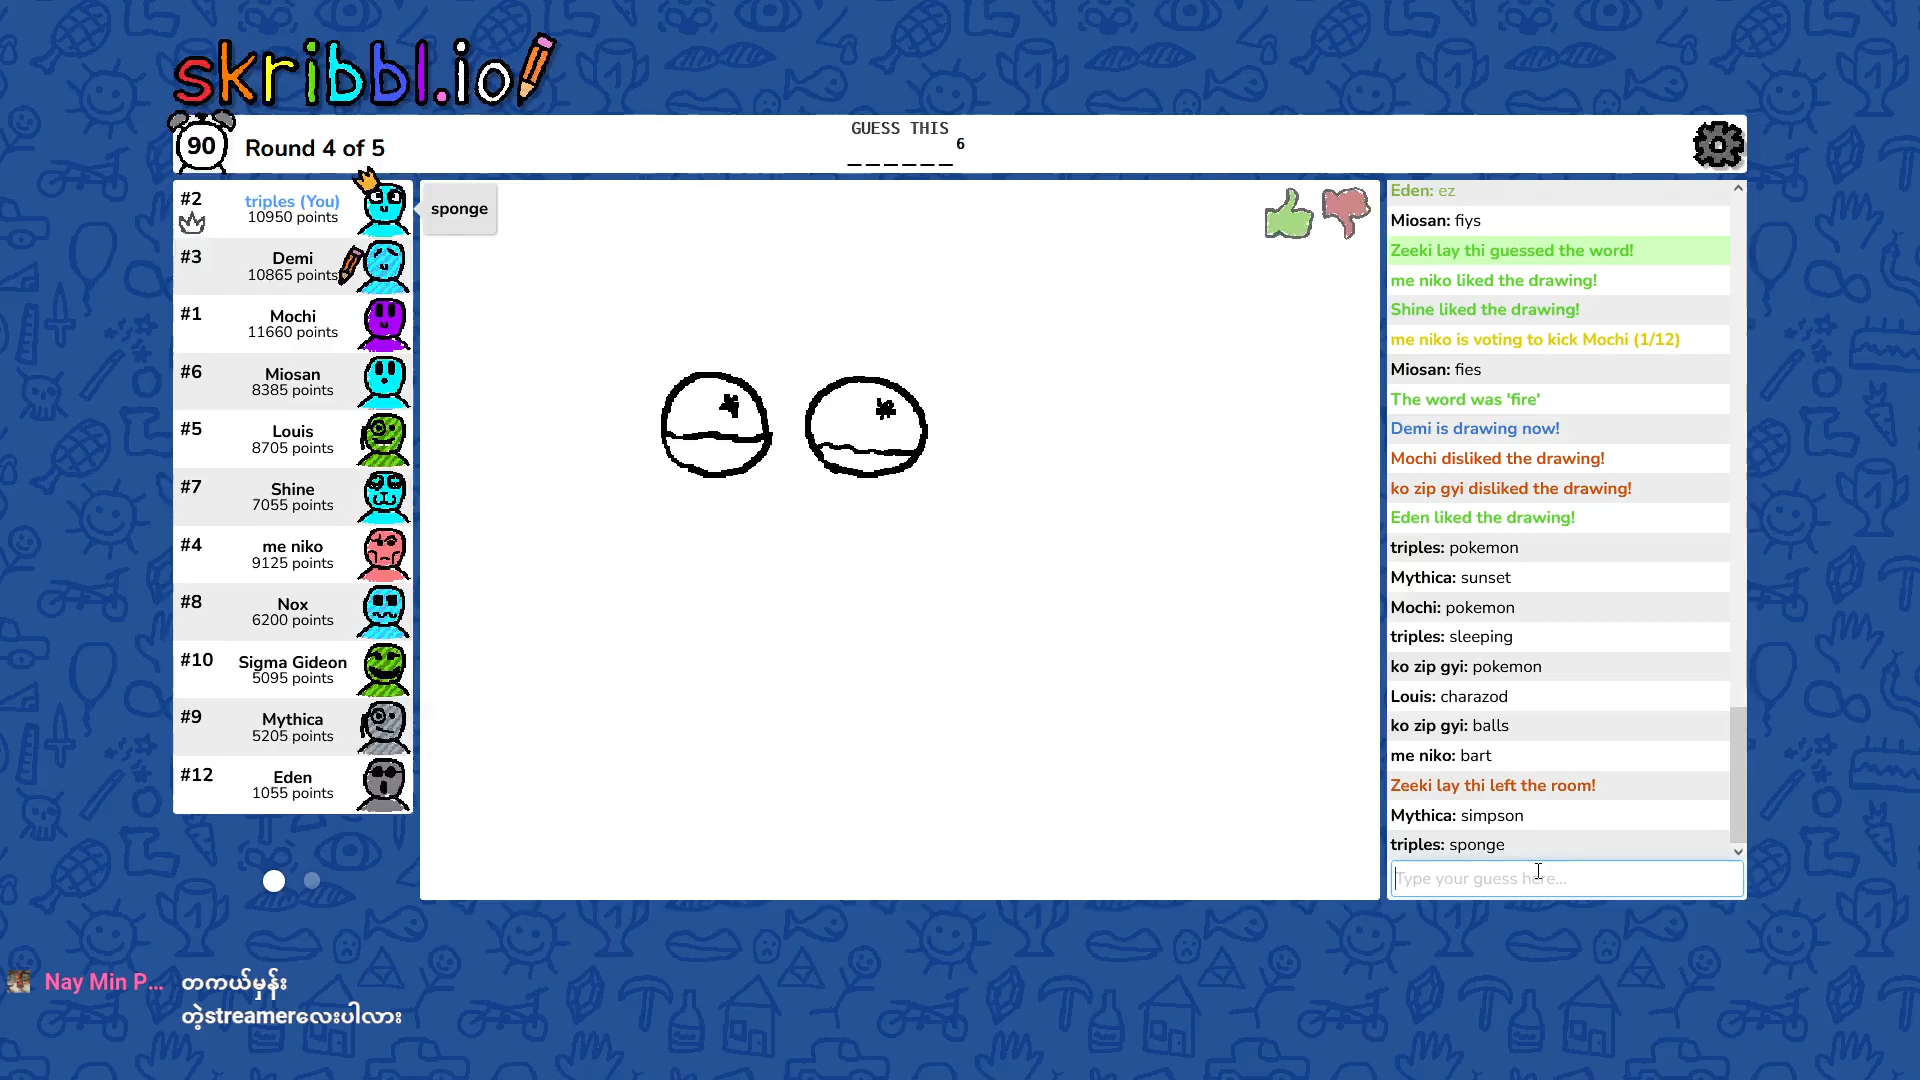 skribbl.io
90
Round 4 of 5
GUESS THIS
______ 6
#2
triples (You)
10950 points
sponge
#3
Demi
10865 points
#1
Mochi
11660 points
#6
Miosan
8385 points
#5
Louis
8705 points
#7
Shine
7055 points
#4
me niko
9125 points
#8
Nox
6200 points
#10
Sigma Gideon
5095 points
#9
Mythica
5205 points
#12
Eden
1055 points
Eden: ez
Miosan: fiys
Zeeki lay thi guessed the word!
me niko liked the drawing!
Shine liked the drawing!
me niko is voting to kick Mochi (1/12)
Miosan: fies
The word was 'fire'
Demi is drawing now!
Mochi disliked the drawing!
ko zip gyi disliked the drawing!
Eden liked the drawing!
triples: pokemon
Mythica: sunset
Mochi: pokemon
triples: sleeping
ko zip gyi: pokemon
Louis: charazod
ko zip gyi: balls
me niko: bart
Zeeki lay thi left the room!
Mythica: simpson
triples: sponge
Type your guess here...
Nay Min P... တကယ်မှန်း
တဲ့streamerလေးပါလား